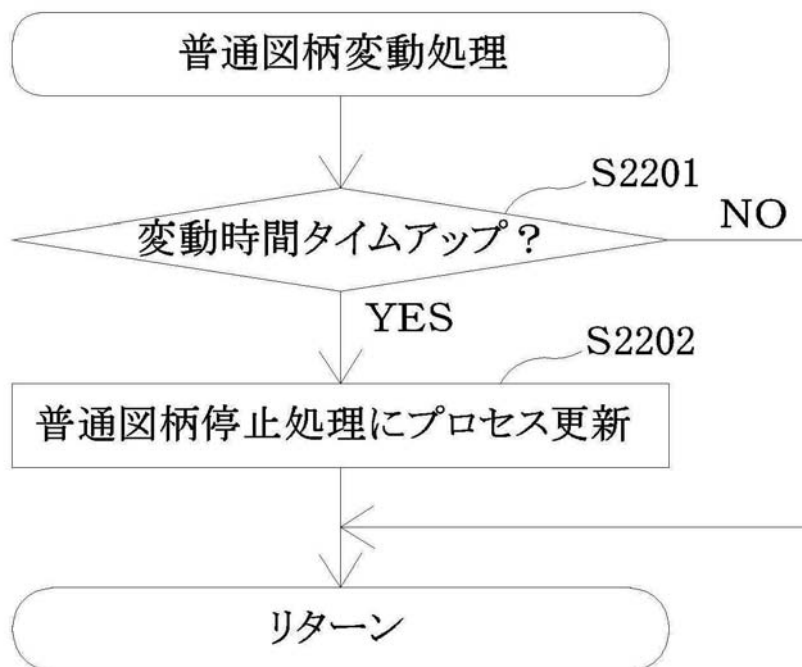 普通図柄変動処理
S2201
変動時間タイムアップ？
NO
YES
S2202
普通図柄停止処理にプロセス更新
リターン